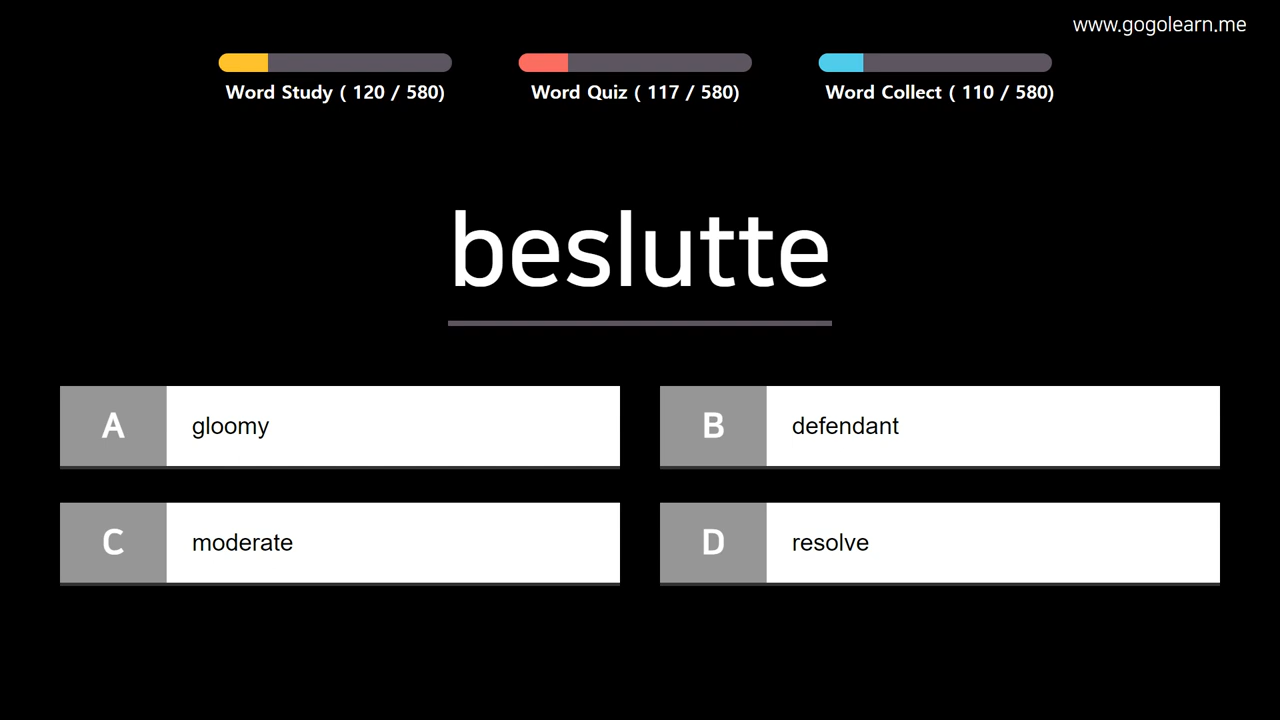 www.gogolearn.me
Word Study ( 120 / 580)
Word Quiz ( 117 / 580)
Word Collect ( 110 / 580)
beslutte
A gloomy
B defendant
C moderate
D resolve